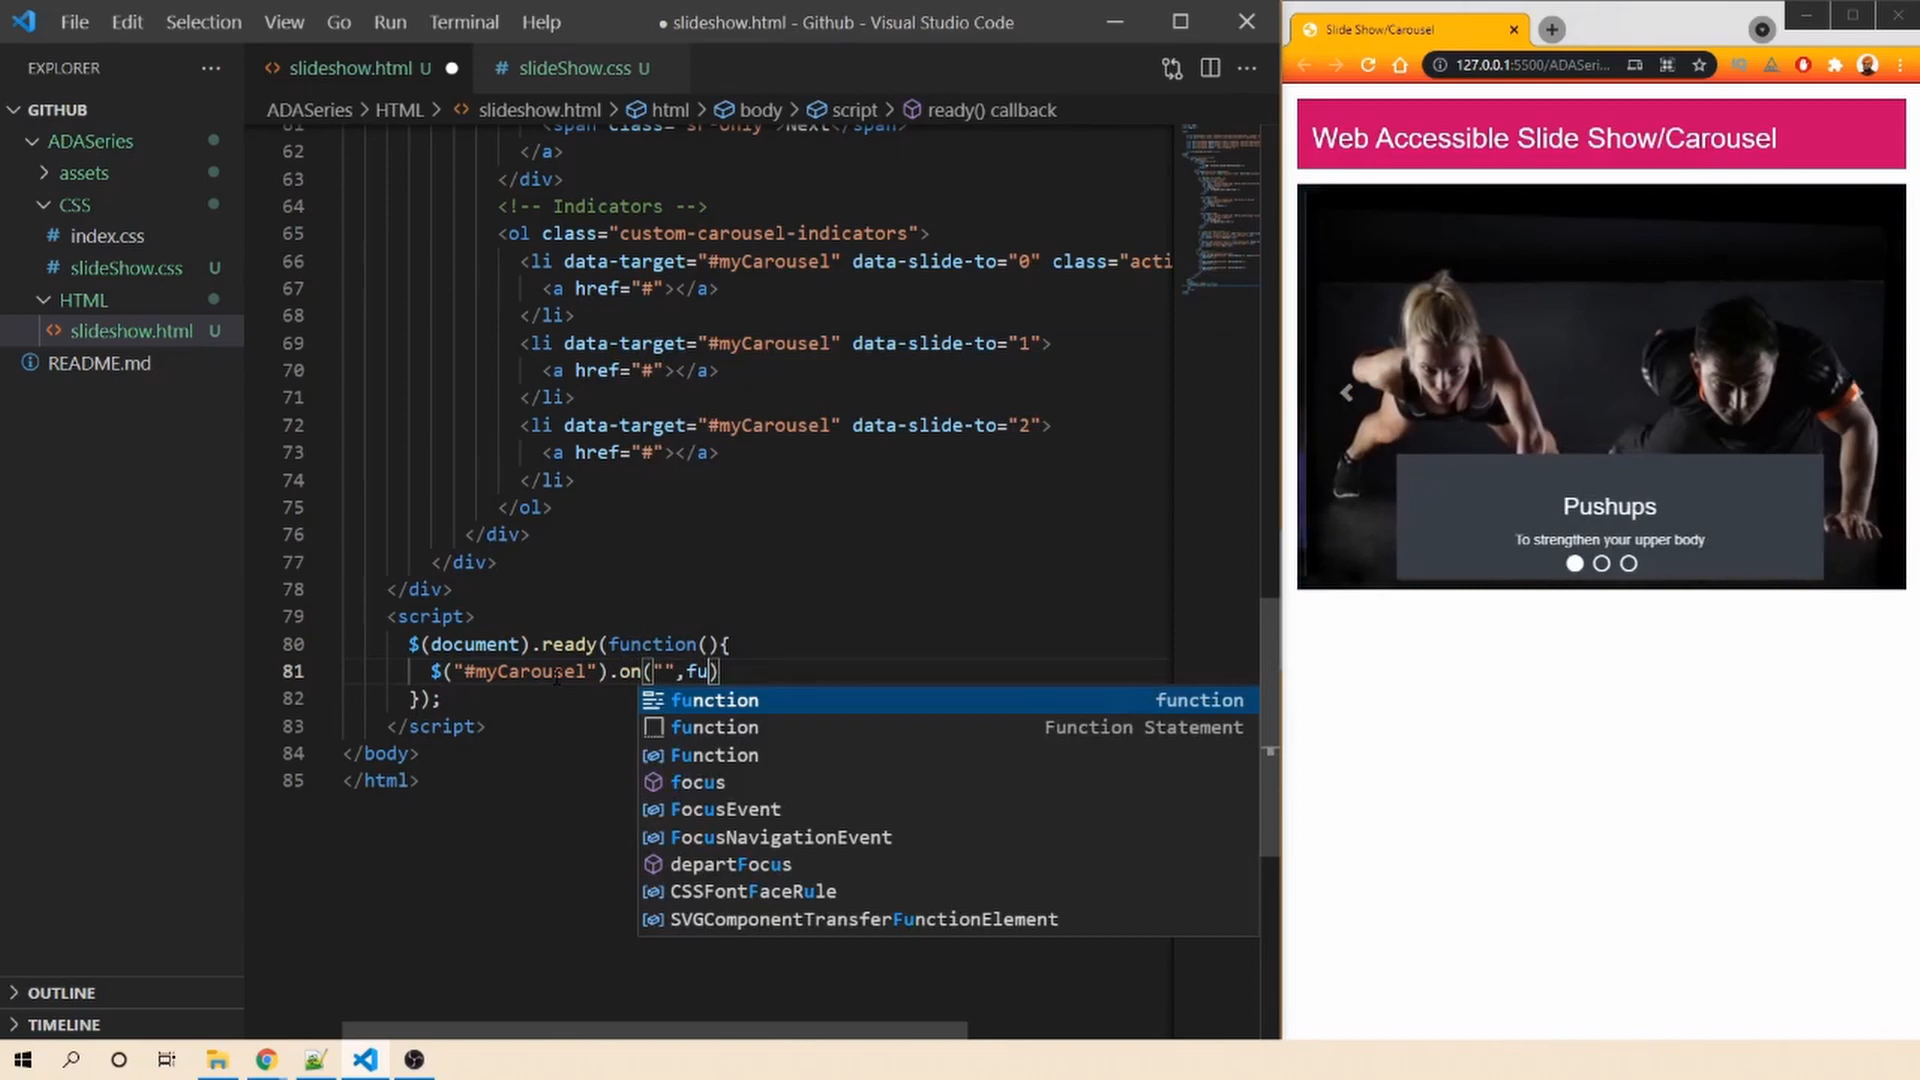 File Edit Selection View Go Run Terminal Help
● slideshow.html - Github - Visual Studio Code
EXPLORER
GITHUB
ADASeries
assets
CSS
index.css
slideShow.css U
HTML
slideshow.html U
README.md
OUTLINE
TIMELINE
slideshow.html U
slideShow.css U
ADASeries > HTML > slideshow.html > html > body > script > ready() callback
61 <span class="sr-only">Next</span>
62 </a>
63 </div>
64 <!-- Indicators -->
65 <ol class="custom-carousel-indicators">
66 <li data-target="#myCarousel" data-slide-to="0" class="acti
67 <a href="#"></a>
68 </li>
69 <li data-target="#myCarousel" data-slide-to="1">
70 <a href="#"></a>
71 </li>
72 <li data-target="#myCarousel" data-slide-to="2">
73 <a href="#"></a>
74 </li>
75 </ol>
76 </div>
77 </div>
78 </div>
79 <script>
80 $(document).ready(function(){
81 $("#myCarousel").on("",fu)
82 });
83 </script>
84 </body>
85 </html>
function function
function Function Statement
Function
focus
FocusEvent
FocusNavigationEvent
departFocus
CSSFontFaceRule
SVGComponentTransferFunctionElement
Slide Show/Carousel
127.0.0.1:5500/ADASeri...
Web Accessible Slide Show/Carousel
Pushups
To strengthen your upper body